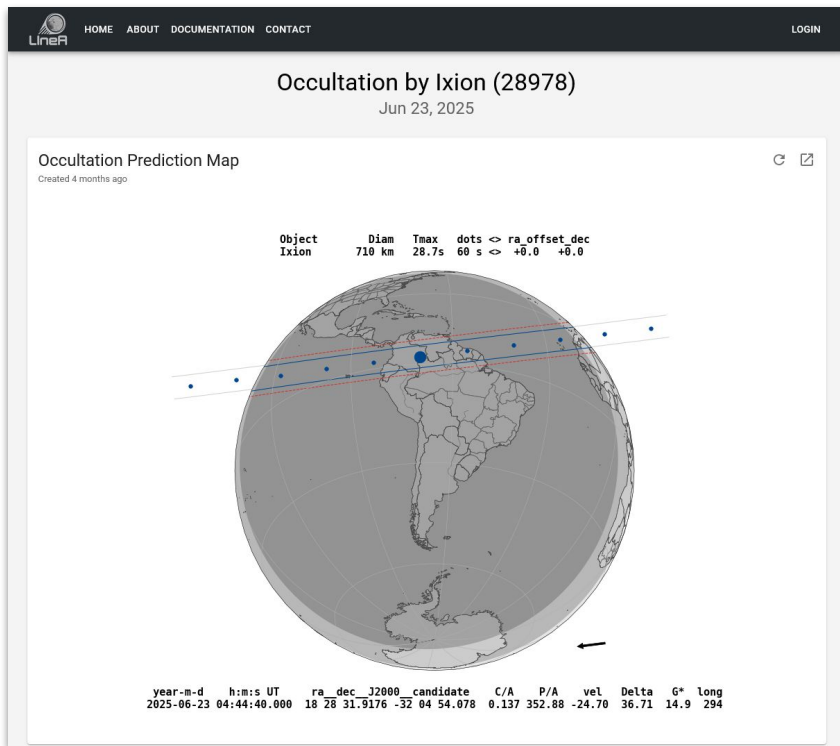 LIneA HOME ABOUT DOCUMENTATION CONTACT LOGIN
Occultation by Ixion (28978)
Jun 23, 2025
Occultation Prediction Map
Created 4 months ago
Object Diam Tmax dots <> ra_offset_dec
Ixion 710 km 28.7s 60 s <> +0.0 +0.0
year-m-d h:m:s UT ra__dec__J2000__candidate C/A P/A vel Delta G* long
2025-06-23 04:44:40.000 18 28 31.9176 -32 04 54.078 0.137 352.88 -24.70 36.71 14.9 294